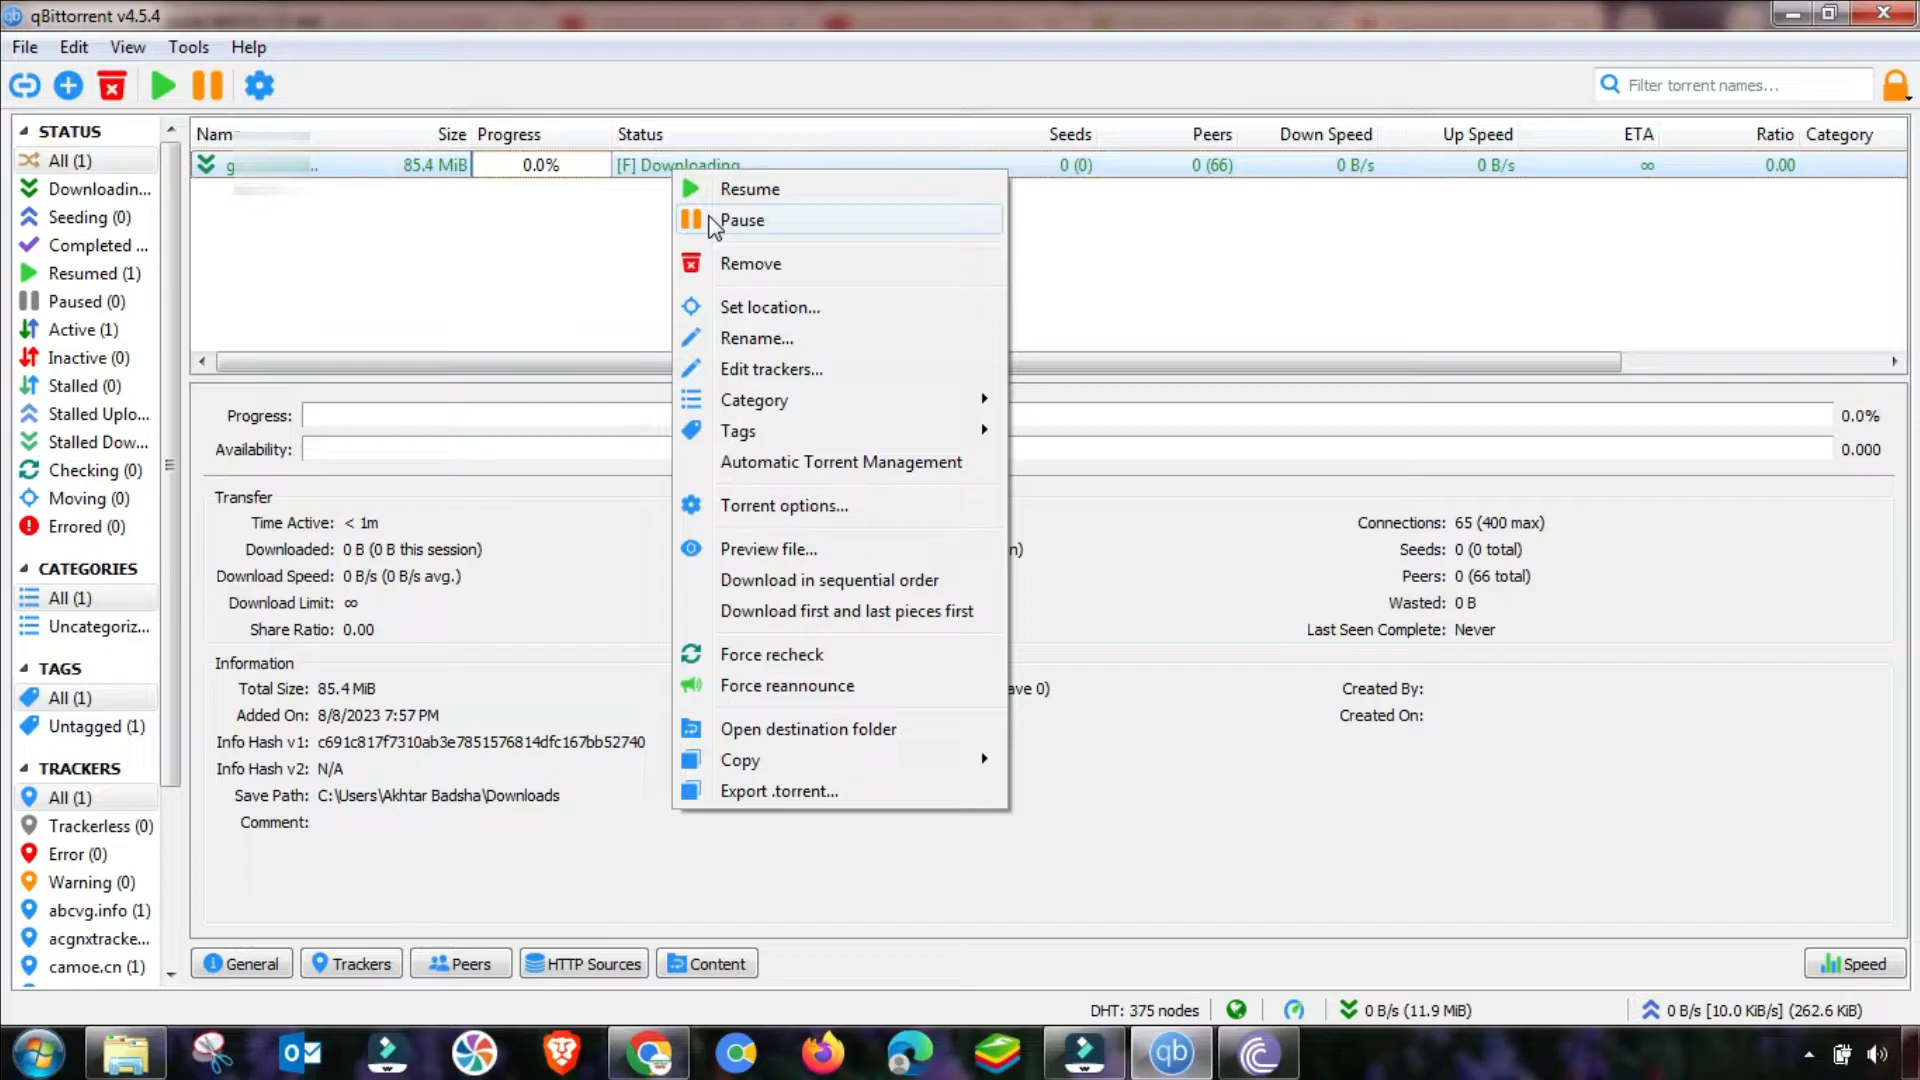 qBittorrent v4.5.4
File Edit View Tools Help
Filter torrent names...
STATUS
All (1)
Downloadin...
Seeding (0)
Completed ...
Resumed (1)
Paused (0)
Active (1)
Inactive (0)
Stalled (0)
Stalled Uplo...
Stalled Dow...
Checking (0)
Moving (0)
Errored (0)
CATEGORIES
All (1)
Uncategoriz...
TAGS
All (1)
Untagged (1)
TRACKERS
All (1)
Trackerless (0)
Error (0)
Warning (0)
abcvg.info (1)
acgnxtracke...
camoe.cn (1)
Nam Size Progress Status Seeds Peers Down Speed Up Speed ETA Ratio Category
g .. 85.4 MiB 0.0% [F] Downloading 0 (0) 0 (66) 0 B/s 0 B/s ∞ 0.00
Resume
Pause
Remove
Set location...
Rename...
Edit trackers...
Category
Tags
Automatic Torrent Management
Torrent options...
Preview file...
Download in sequential order
Download first and last pieces first
Force recheck
Force reannounce
Open destination folder
Copy
Export .torrent...
Progress: 0.0%
Availability: 0.000
Transfer
Time Active: < 1m
Downloaded: 0 B (0 B this session)
Download Speed: 0 B/s (0 B/s avg.)
Download Limit: ∞
Share Ratio: 0.00
n)
Connections: 65 (400 max)
Seeds: 0 (0 total)
Peers: 0 (66 total)
Wasted: 0 B
Last Seen Complete: Never
Information
Total Size: 85.4 MiB
Added On: 8/8/2023 7:57 PM
Info Hash v1: c691c817f7310ab3e7851576814dfc167bb52740
Info Hash v2: N/A
Save Path: C:\Users\Akhtar Badsha\Downloads
Comment:
ave 0)
Created By:
Created On:
General Trackers Peers HTTP Sources Content Speed
DHT: 375 nodes 0 B/s (11.9 MiB) 0 B/s [10.0 KiB/s] (262.6 KiB)